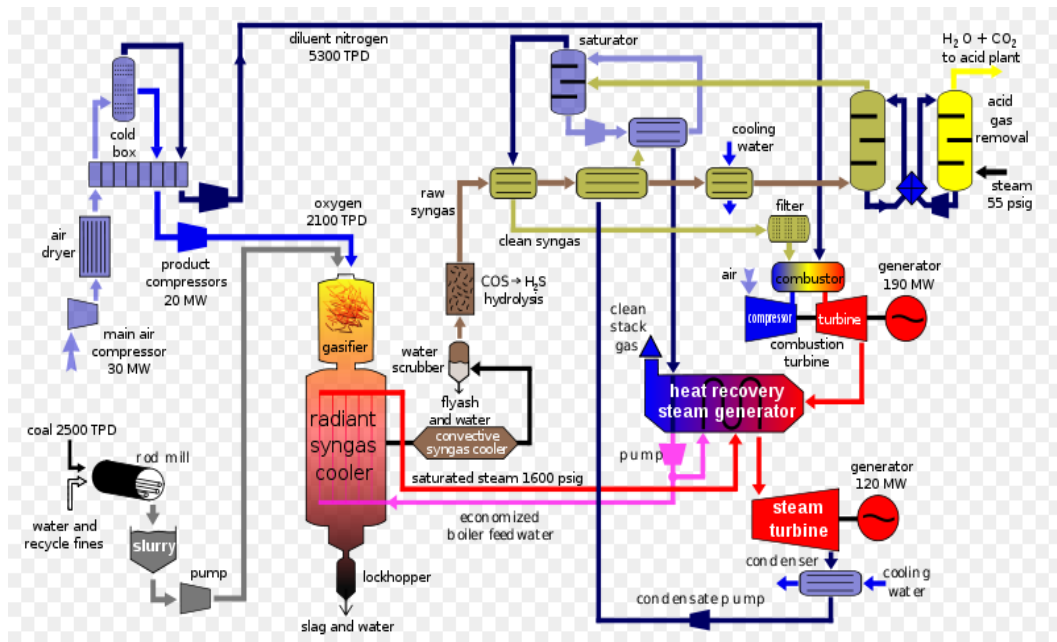 diluent nitrogen
5300 TPD
saturator
H₂ O + CO₂
to acid plant
acid
gas
removal
cold
box
cooling
water
steam
55 psig
raw
syngas
oxygen
2100 TPD
filter
clean syngas
air
dryer
product
compressors
20 MW
COS → H₂S
hydrolysis
air
combustor
generator
190 MW
compressor
turbine
combustion
turbine
clean
stack
gas
main air
compressor
30 MW
gasifier
water
scrubber
flyash
and water
heat recovery
steam generator
radiant
syngas
cooler
convective
syngas cooler
coal 2500 TPD
rod mill
pump
saturated steam 1600 psig
generator
120 MW
water and
recycle fines
economized
boiler feed water
steam
turbine
slurry
pump
lockhopper
condenser
cooling
water
condensate pump
slag and water